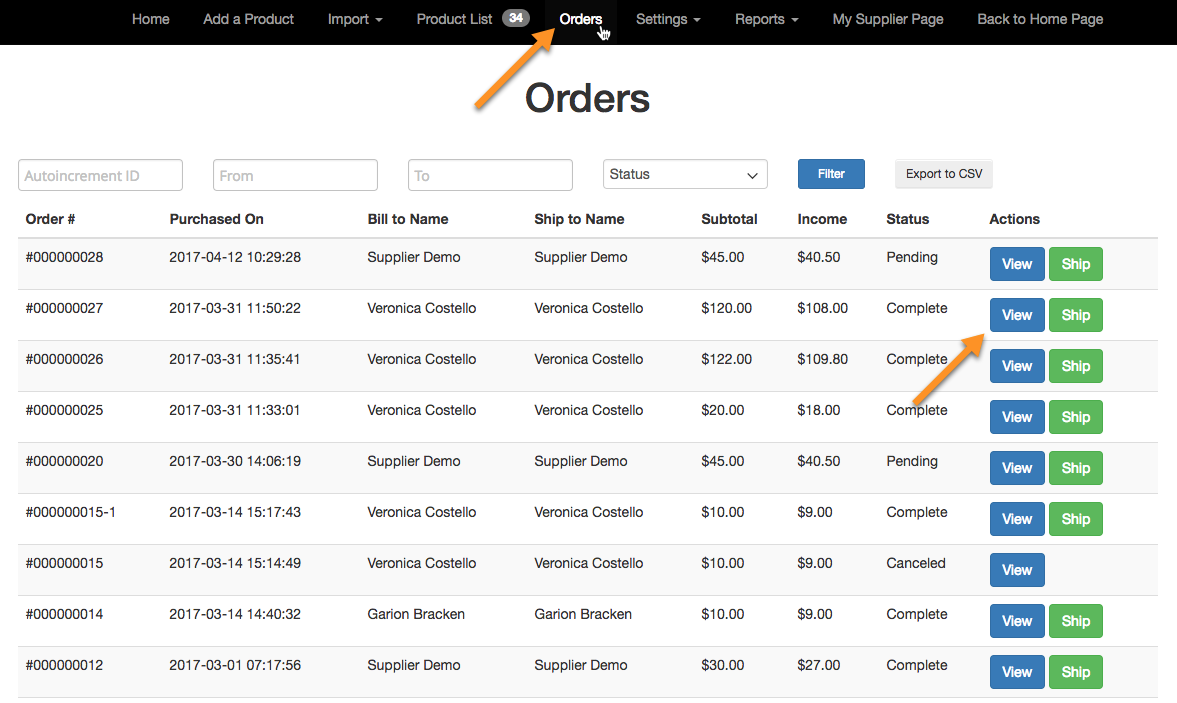 Home Add a Product Import Product List 34 Orders Settings Reports My Supplier Page Back to Home Page
Orders
Autoincrement ID From To Status Filter Export to CSV
Order # Purchased On Bill to Name Ship to Name Subtotal Income Status Actions
#000000028 2017-04-12 10:29:28 Supplier Demo Supplier Demo $45.00 $40.50 Pending View Ship
#000000027 2017-03-31 11:50:22 Veronica Costello Veronica Costello $120.00 $108.00 Complete View Ship
#000000026 2017-03-31 11:35:41 Veronica Costello Veronica Costello $122.00 $109.80 Complete View Ship
#000000025 2017-03-31 11:33:01 Veronica Costello Veronica Costello $20.00 $18.00 Complete View Ship
#000000020 2017-03-30 14:06:19 Supplier Demo Supplier Demo $45.00 $40.50 Pending View Ship
#000000015-1 2017-03-14 15:17:43 Veronica Costello Veronica Costello $10.00 $9.00 Complete View Ship
#000000015 2017-03-14 15:14:49 Veronica Costello Veronica Costello $10.00 $9.00 Canceled View
#000000014 2017-03-14 14:40:32 Garion Bracken Garion Bracken $10.00 $9.00 Complete View Ship
#000000012 2017-03-01 07:17:56 Supplier Demo Supplier Demo $30.00 $27.00 Complete View Ship